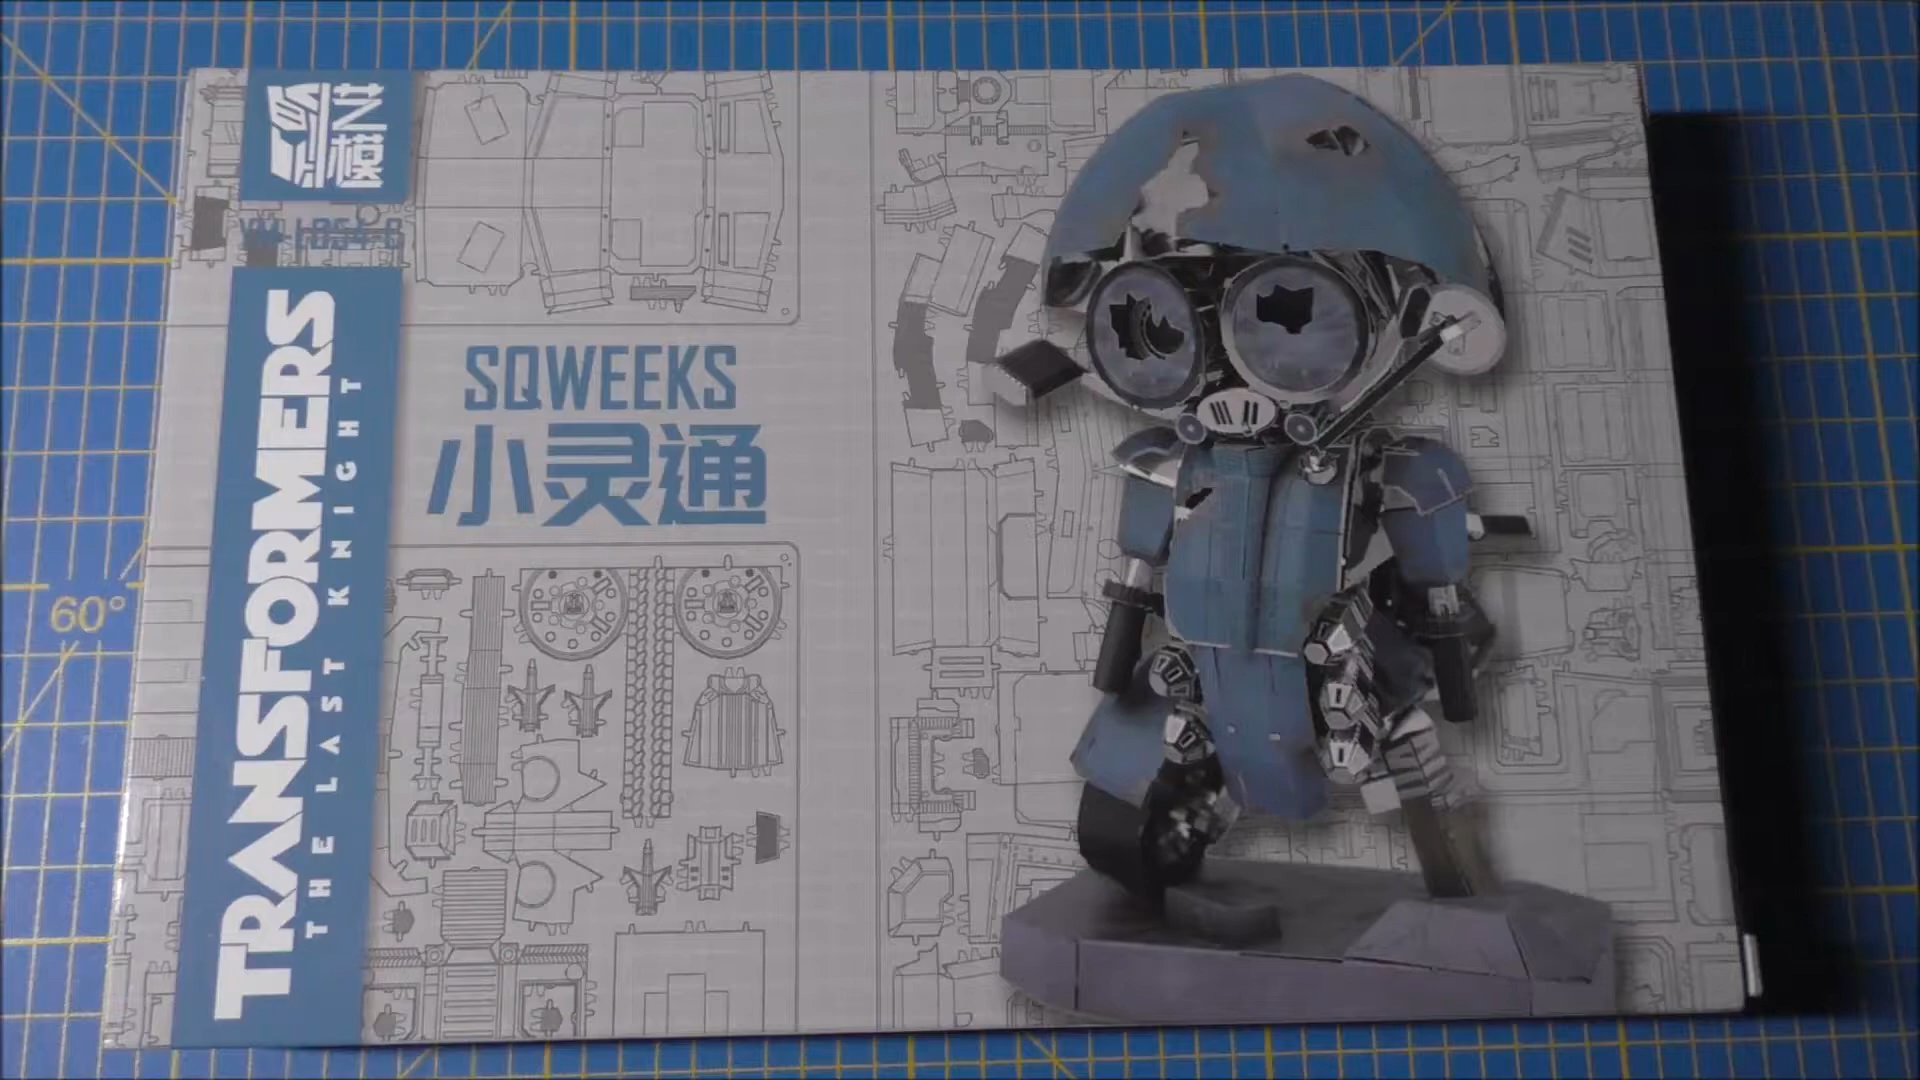 艺模
TRANSFORMERS
THE LAST KNIGHT
SQWEEKS
小灵通
60°